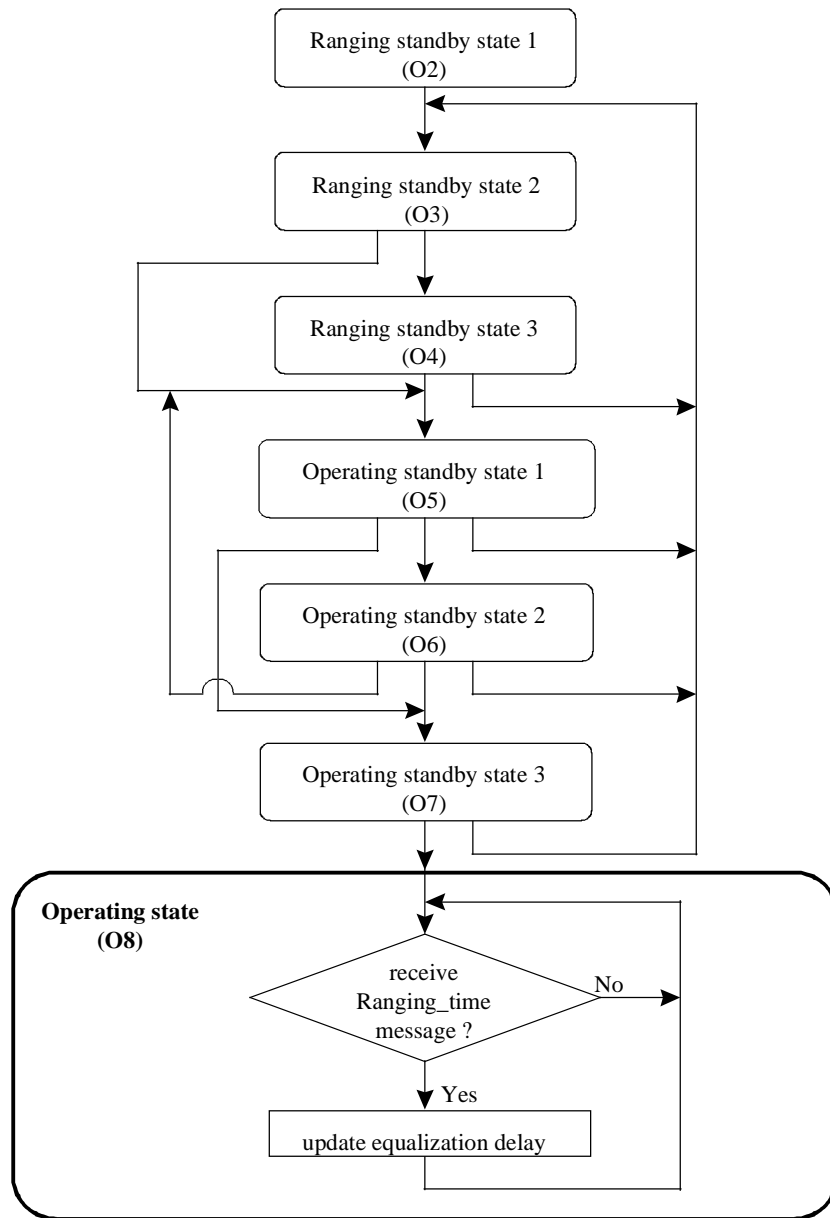 Ranging standby state 1
(O2)
Ranging standby state 2
(O3)
Ranging standby state 3
(O4)
Operating standby state 1
(O5)
Operating standby state 2
(O6)
Operating standby state 3
(O7)
Operating state
(O8)
receive
Ranging_time
message ?
No
Yes
update equalization delay